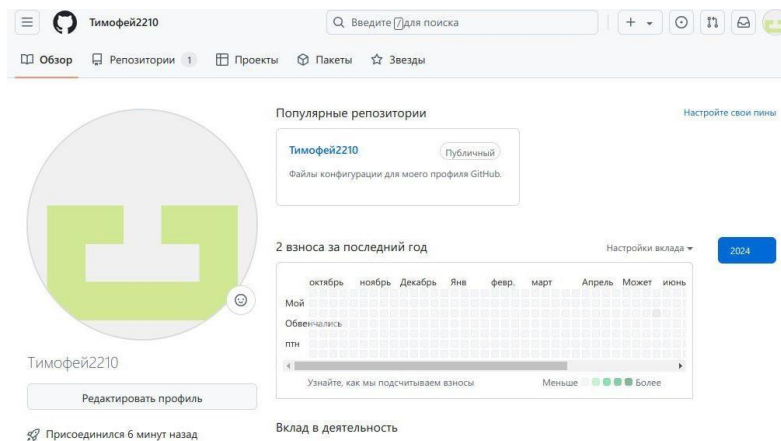 Тимофей2210
Введите / для поиска
Обзор Репозитории 1 Проекты Пакеты Звезды
Популярные репозитории
Настройте свои пины
Тимофей2210 Публичный
Файлы конфигурации для моего профиля GitHub.
2 взноса за последний год
Настройки вклада
2024
октябрь ноябрь Декабрь Янв февр. март Апрель Может июнь
Мой
Обвенчались
птн
Узнайте, как мы подсчитываем взносы
Меньше Более
Тимофей2210
Редактировать профиль
Присоединился 6 минут назад
Вклад в деятельность